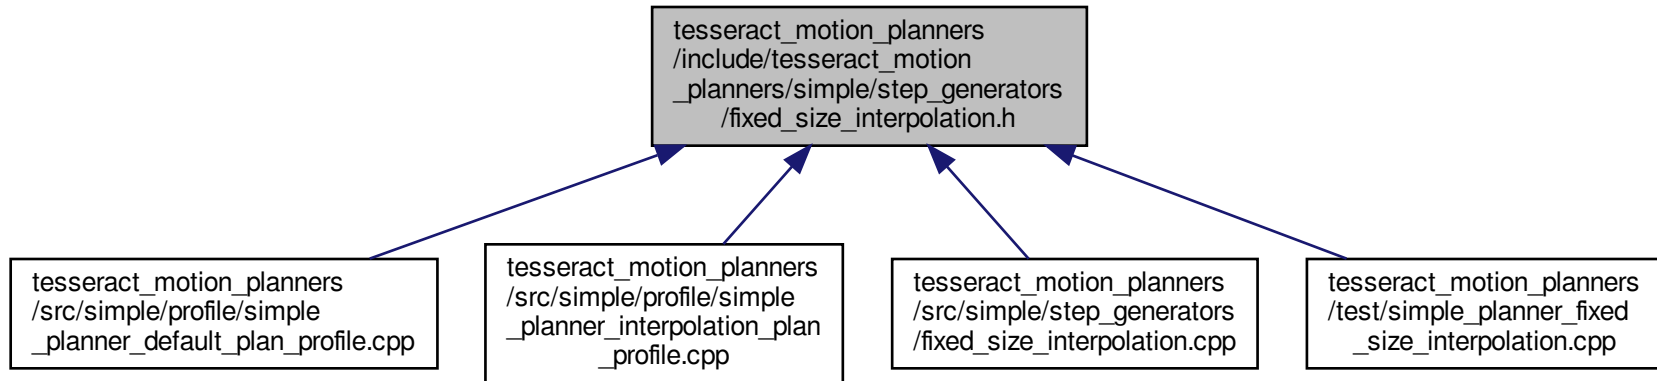 tesseract_motion_planners
/include/tesseract_motion
_planners/simple/step_generators
/fixed_size_interpolation.h
tesseract_motion_planners
/src/simple/profile/simple
_planner_default_plan_profile.cpp
tesseract_motion_planners
/src/simple/profile/simple
_planner_interpolation_plan
_profile.cpp
tesseract_motion_planners
/src/simple/step_generators
/fixed_size_interpolation.cpp
tesseract_motion_planners
/test/simple_planner_fixed
_size_interpolation.cpp